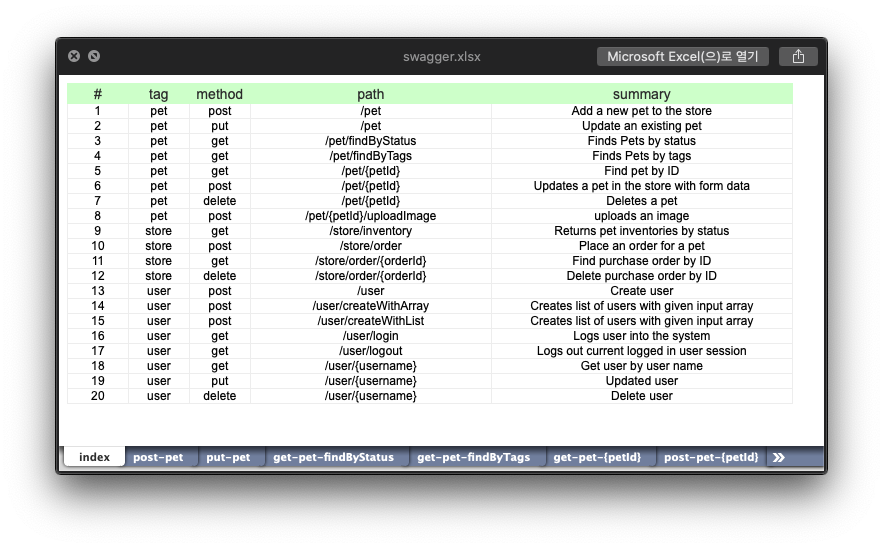 swagger.xlsx
Microsoft Excel(으)로 열기
# tag method path summary
1 pet post /pet Add a new pet to the store
2 pet put /pet Update an existing pet
3 pet get /pet/findByStatus Finds Pets by status
4 pet get /pet/findByTags Finds Pets by tags
5 pet get /pet/{petId} Find pet by ID
6 pet post /pet/{petId} Updates a pet in the store with form data
7 pet delete /pet/{petId} Deletes a pet
8 pet post /pet/{petId}/uploadImage uploads an image
9 store get /store/inventory Returns pet inventories by status
10 store post /store/order Place an order for a pet
11 store get /store/order/{orderId} Find purchase order by ID
12 store delete /store/order/{orderId} Delete purchase order by ID
13 user post /user Create user
14 user post /user/createWithArray Creates list of users with given input array
15 user post /user/createWithList Creates list of users with given input array
16 user get /user/login Logs user into the system
17 user get /user/logout Logs out current logged in user session
18 user get /user/{username} Get user by user name
19 user put /user/{username} Updated user
20 user delete /user/{username} Delete user
index post-pet put-pet get-pet-findByStatus get-pet-findByTags get-pet-{petId} post-pet-{petId} »